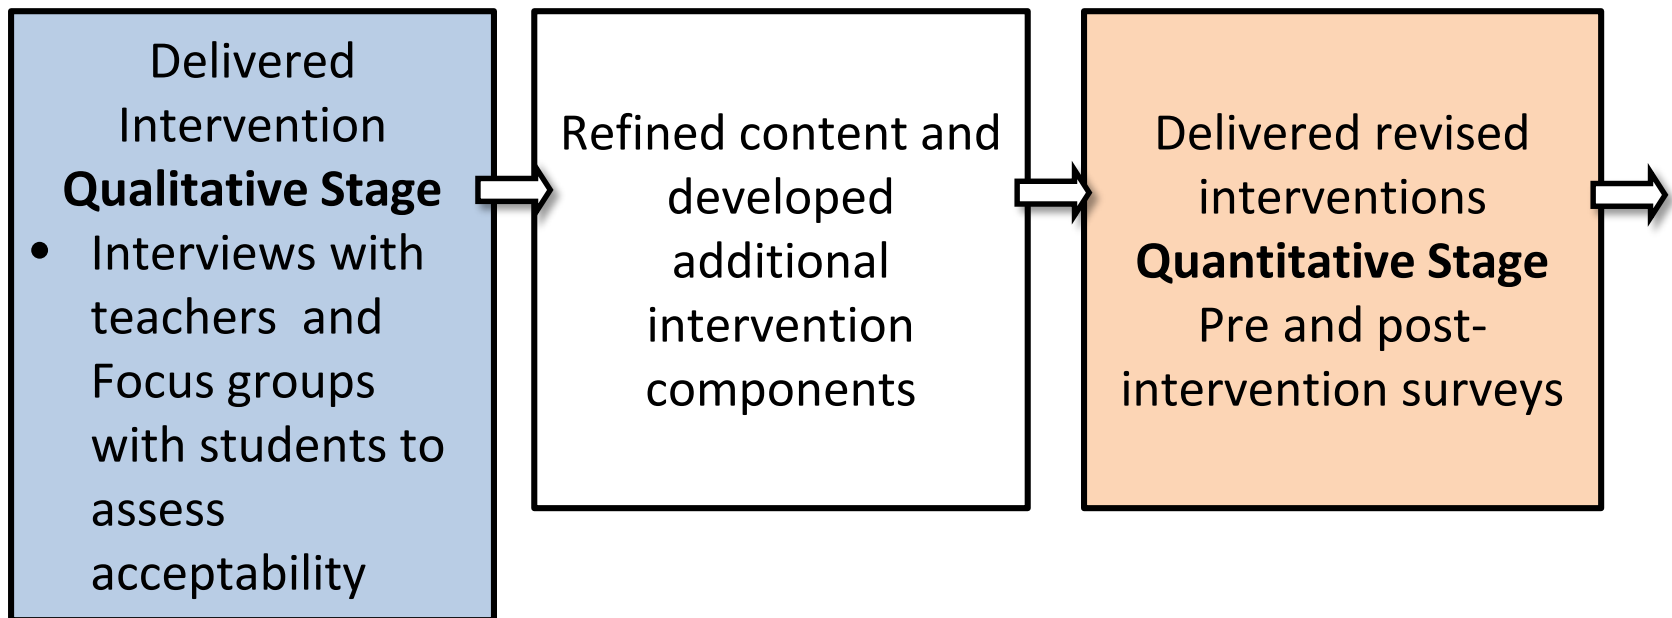 Delivered
Intervention
Qualitative Stage
• Interviews with
teachers  and
Focus groups
with students to
assess
acceptability
Refined content and
developed
additional
intervention
components
Delivered revised
interventions
Quantitative Stage
Pre and post-
intervention surveys